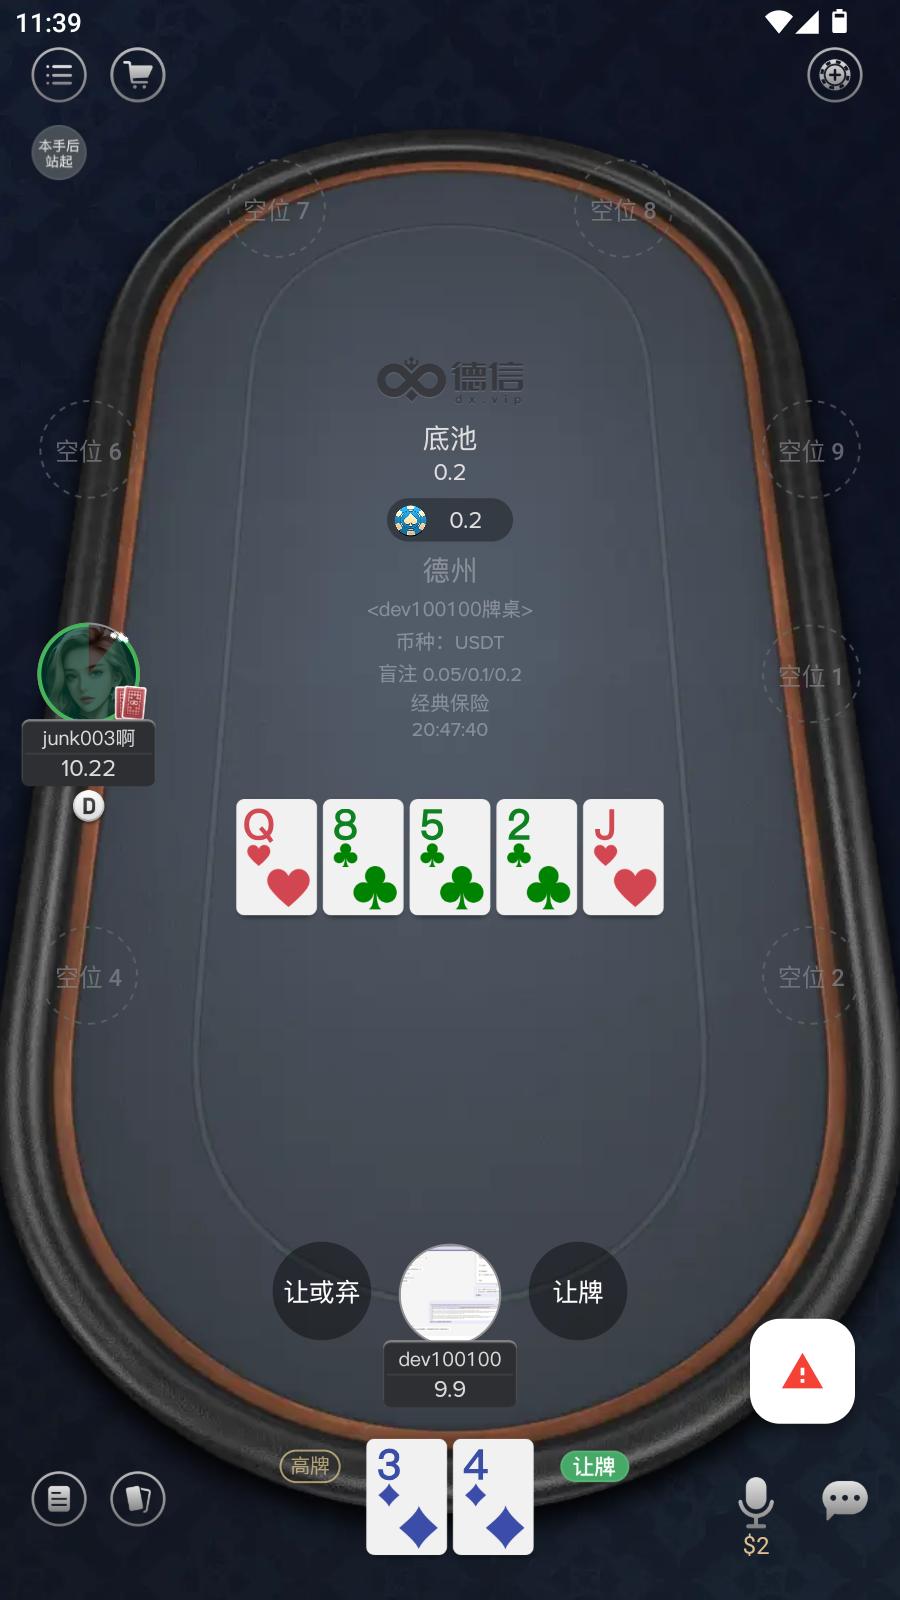 11:39
本手后
站起
空位 7
空位 8
德信
dx.vip
底池
0.2
0.2
空位 6
空位 9
德州
<dev100100牌桌>
币种：USDT
盲注 0.05/0.1/0.2
经典保险
20:47:40
空位 1
junk003啊
10.22
D
Q
8
5
2
J
空位 4
空位 2
让或弃
让牌
dev100100
9.9
高牌
3
4
让牌
$2